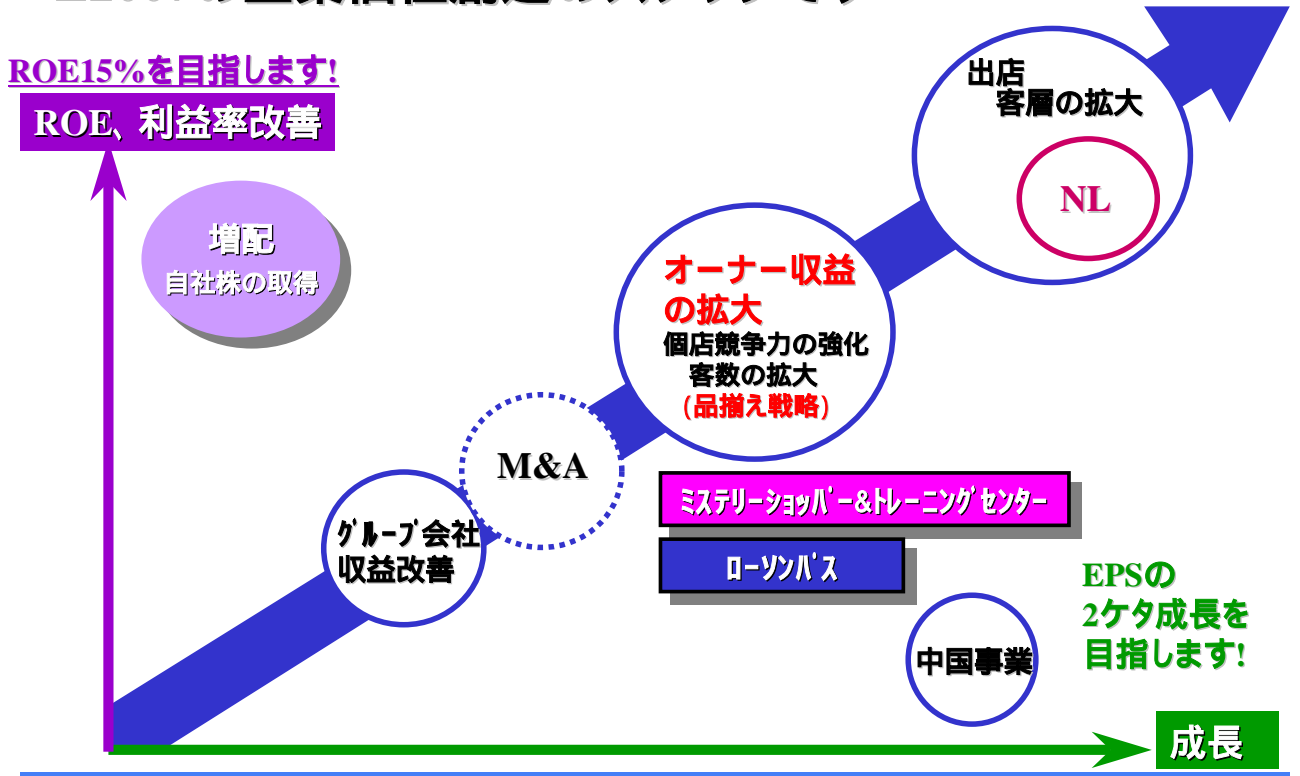 ROE15%を目指します!
ROE、利益率改善
増配
自社株の取得
出店
客層の拡大
NL
オーナー収益
の拡大
個店競争力の強化
客数の拡大
(品揃え戦略)
M&A
グループ会社
収益改善
ミステリーショッパー&トレーニングセンター
ローソンパス
EPSの
2ケタ成長を
目指します!
中国事業
成長